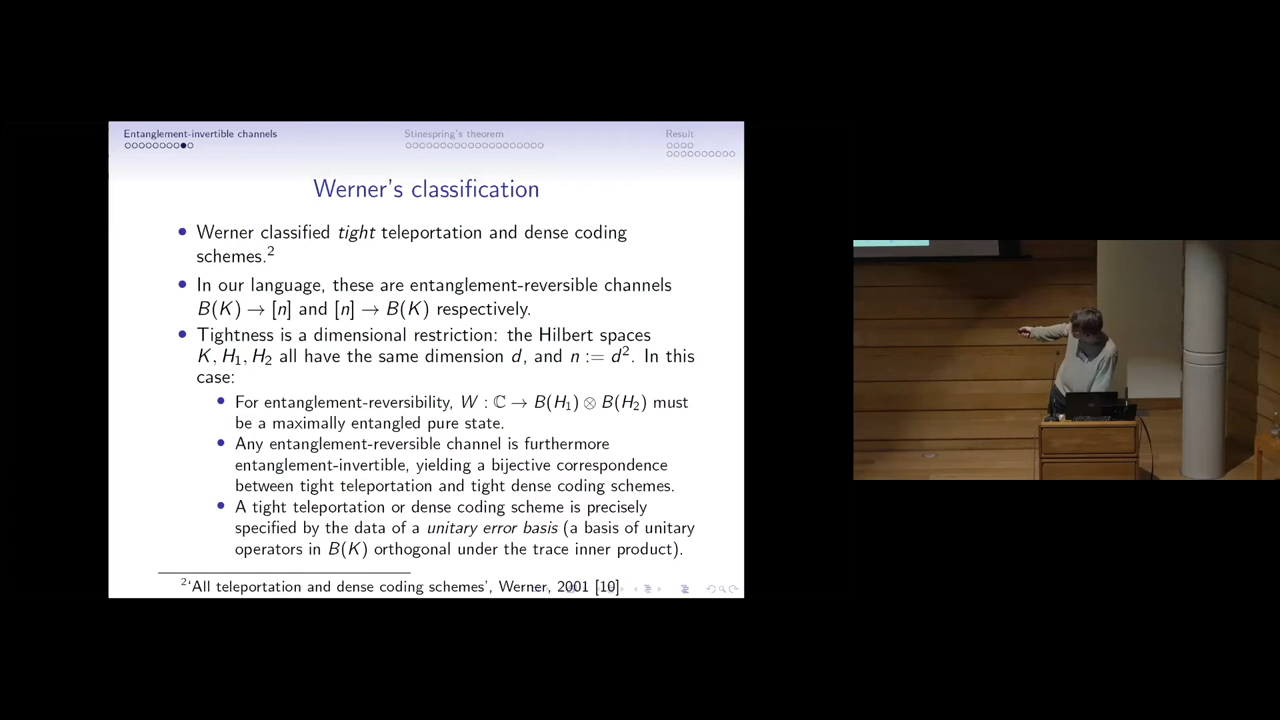 Entanglement-invertible channels
Stinespring's theorem
Result
Werner's classification
• Werner classified tight teleportation and dense coding
schemes.²
• In our language, these are entanglement-reversible channels
B(K) → [n] and [n] → B(K) respectively.
• Tightness is a dimensional restriction: the Hilbert spaces
K, H₁, H₂ all have the same dimension d, and n := d². In this
case:
• For entanglement-reversibility, W : ℂ → B(H₁) ⊗ B(H₂) must
be a maximally entangled pure state.
• Any entanglement-reversible channel is furthermore
entanglement-invertible, yielding a bijective correspondence
between tight teleportation and tight dense coding schemes.
• A tight teleportation or dense coding scheme is precisely
specified by the data of a unitary error basis (a basis of unitary
operators in B(K) orthogonal under the trace inner product).
²'All teleportation and dense coding schemes', Werner, 2001 [10]